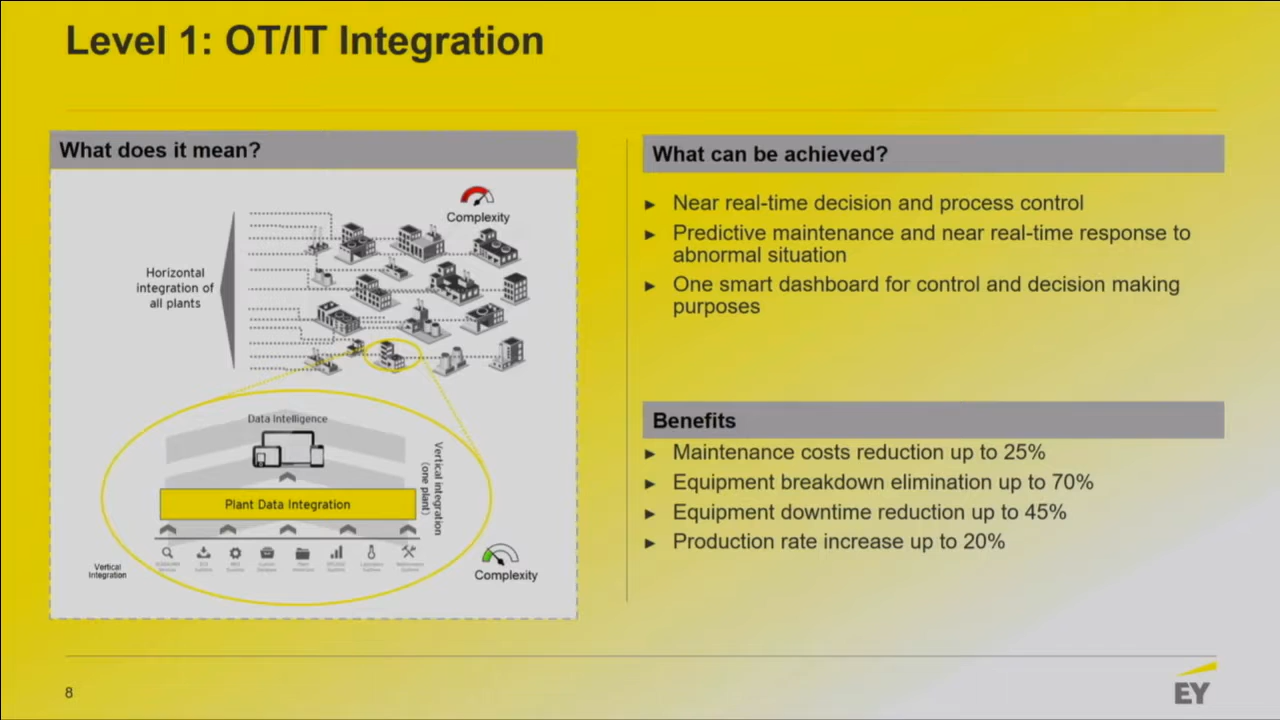 Level 1: OT/IT Integration
What does it mean?
Complexity
Horizontal
integration of
all plants
Data Intelligence
Vertical integration
(one plant)
Plant Data Integration
Vertical
Integration
Complexity
What can be achieved?
► Near real-time decision and process control
► Predictive maintenance and near real-time response to
abnormal situation
► One smart dashboard for control and decision making
purposes
Benefits
► Maintenance costs reduction up to 25%
► Equipment breakdown elimination up to 70%
► Equipment downtime reduction up to 45%
► Production rate increase up to 20%
8
EY